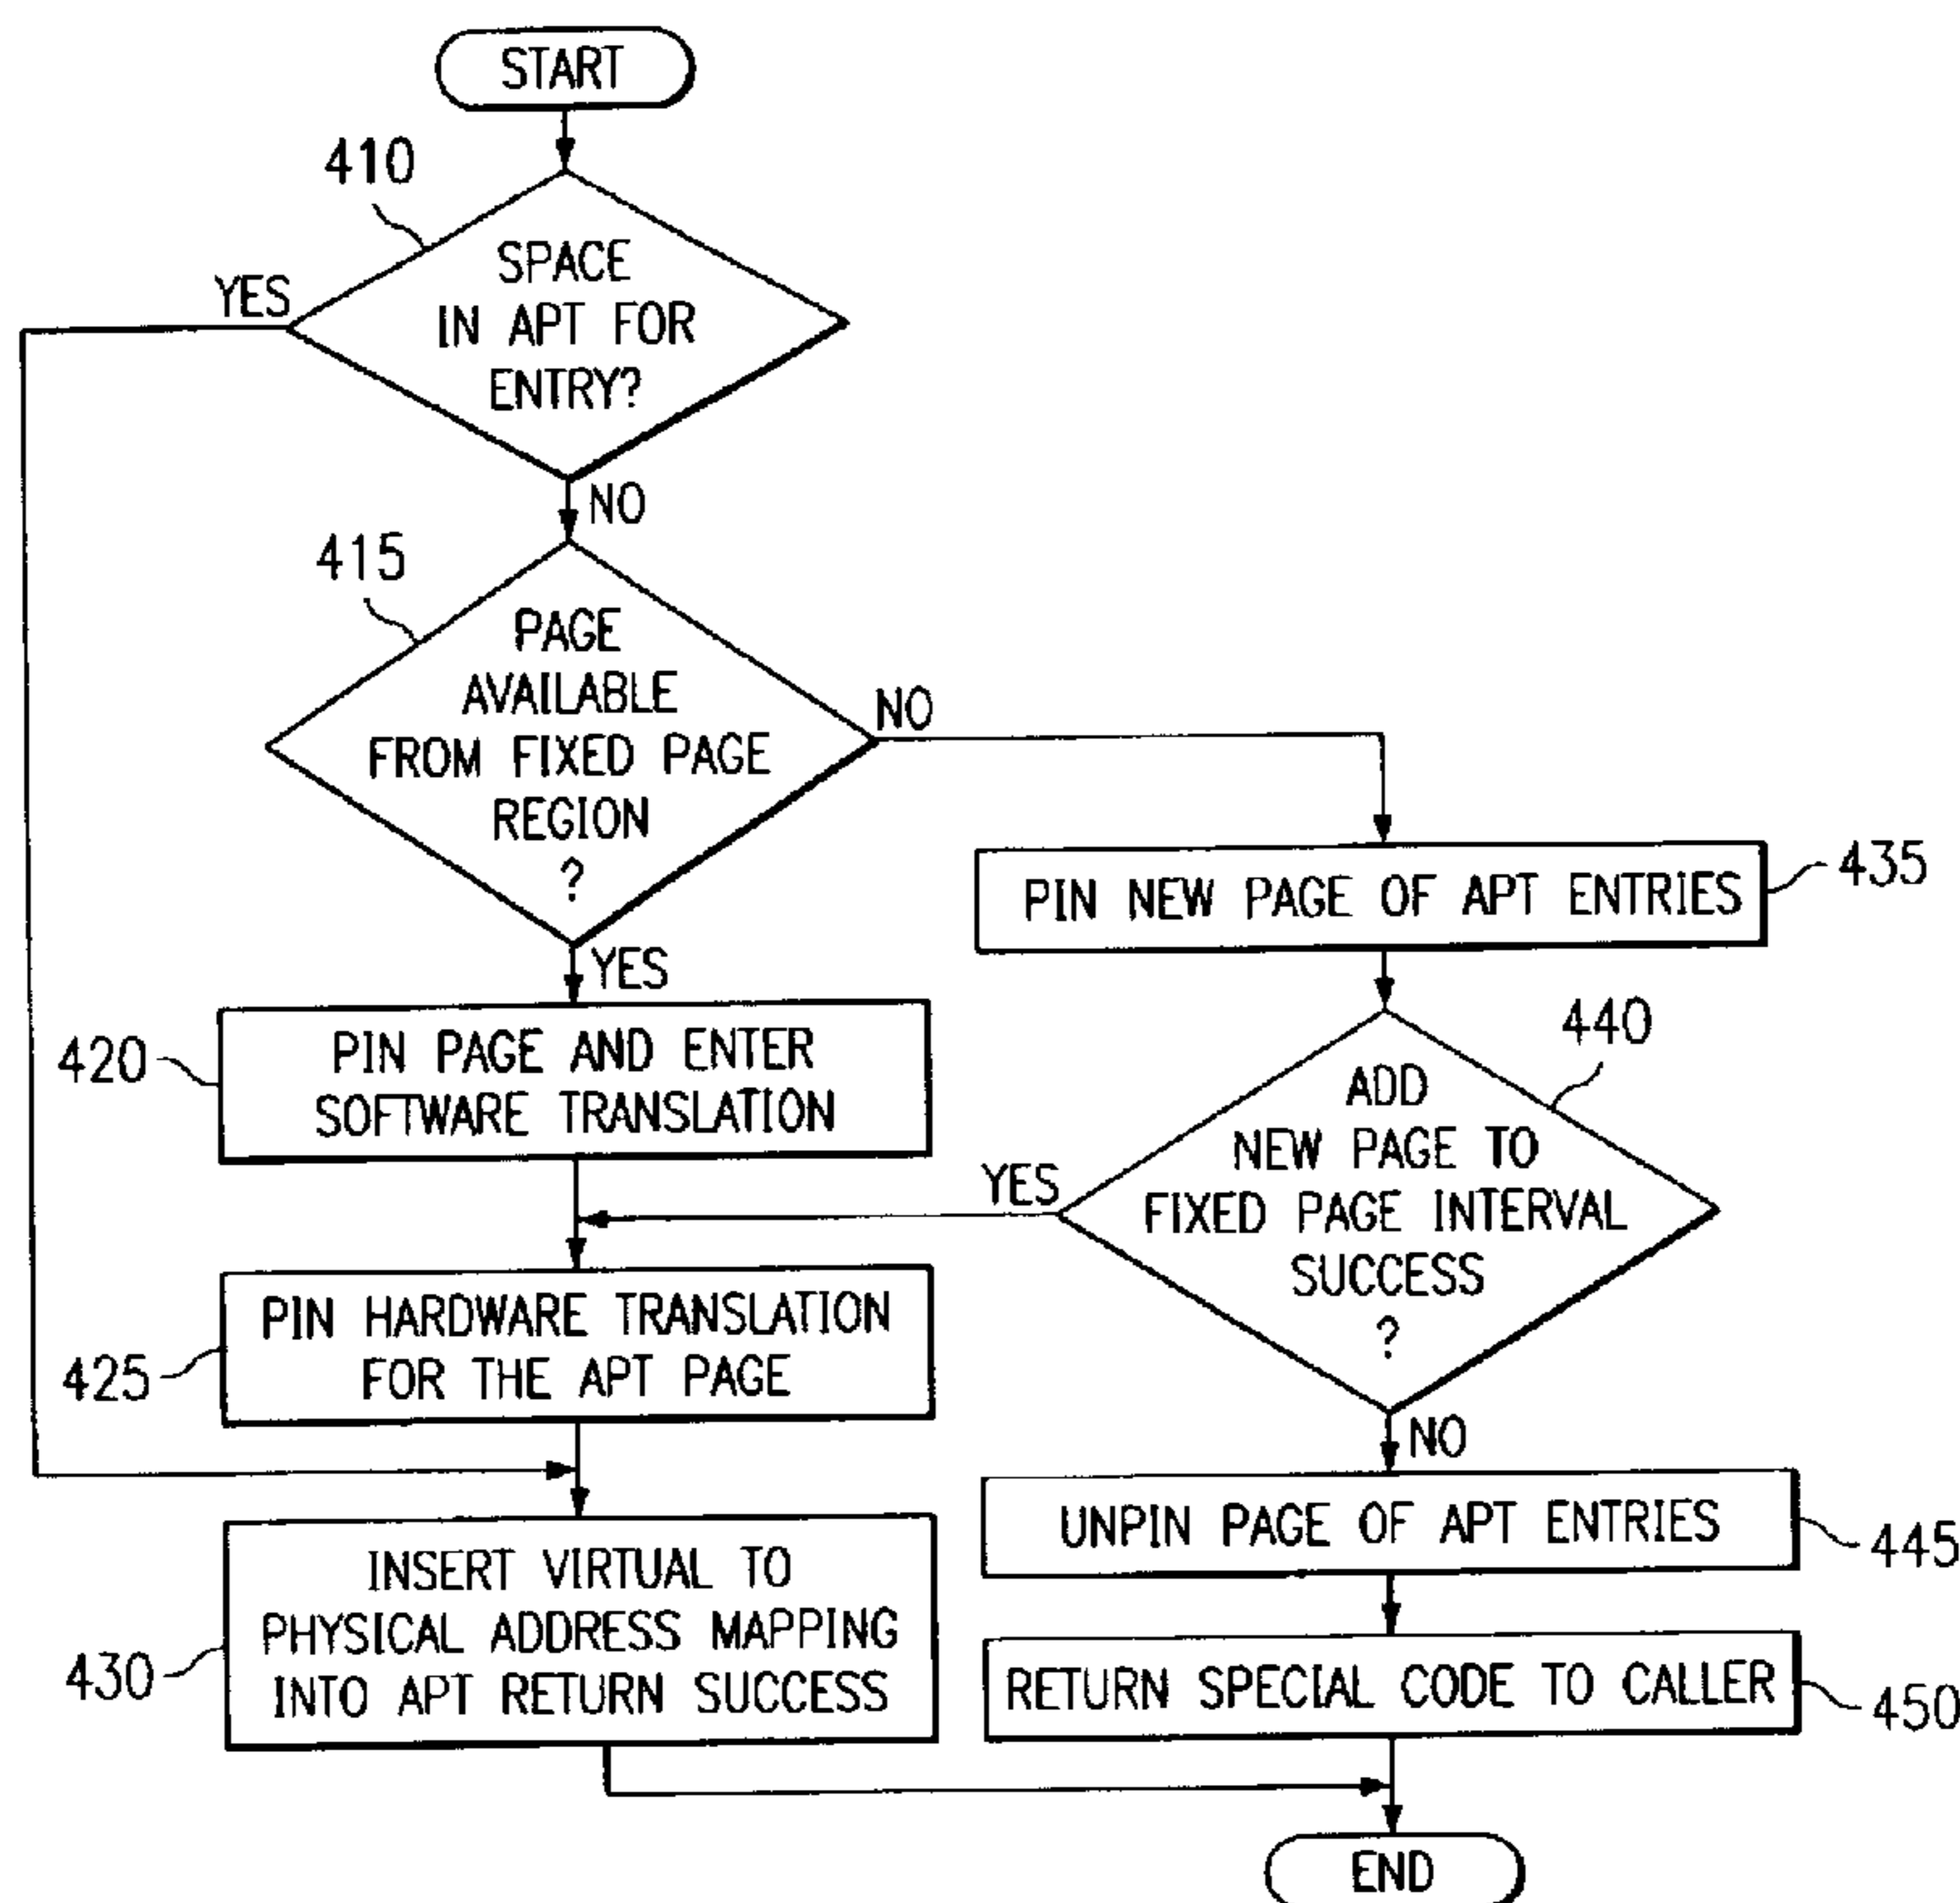 START
410
SPACE
IN APT FOR
ENTRY?
YES
NO
415
PAGE
AVAILABLE
FROM FIXED PAGE
REGION
?
NO
YES
435
PIN NEW PAGE OF APT ENTRIES
420
PIN PAGE AND ENTER
SOFTWARE TRANSLATION
440
ADD
NEW PAGE TO
FIXED PAGE INTERVAL
SUCCESS
?
YES
NO
425
PIN HARDWARE TRANSLATION
FOR THE APT PAGE
430
INSERT VIRTUAL TO
PHYSICAL ADDRESS MAPPING
INTO APT RETURN SUCCESS
UNPIN PAGE OF APT ENTRIES
445
RETURN SPECIAL CODE TO CALLER
450
END